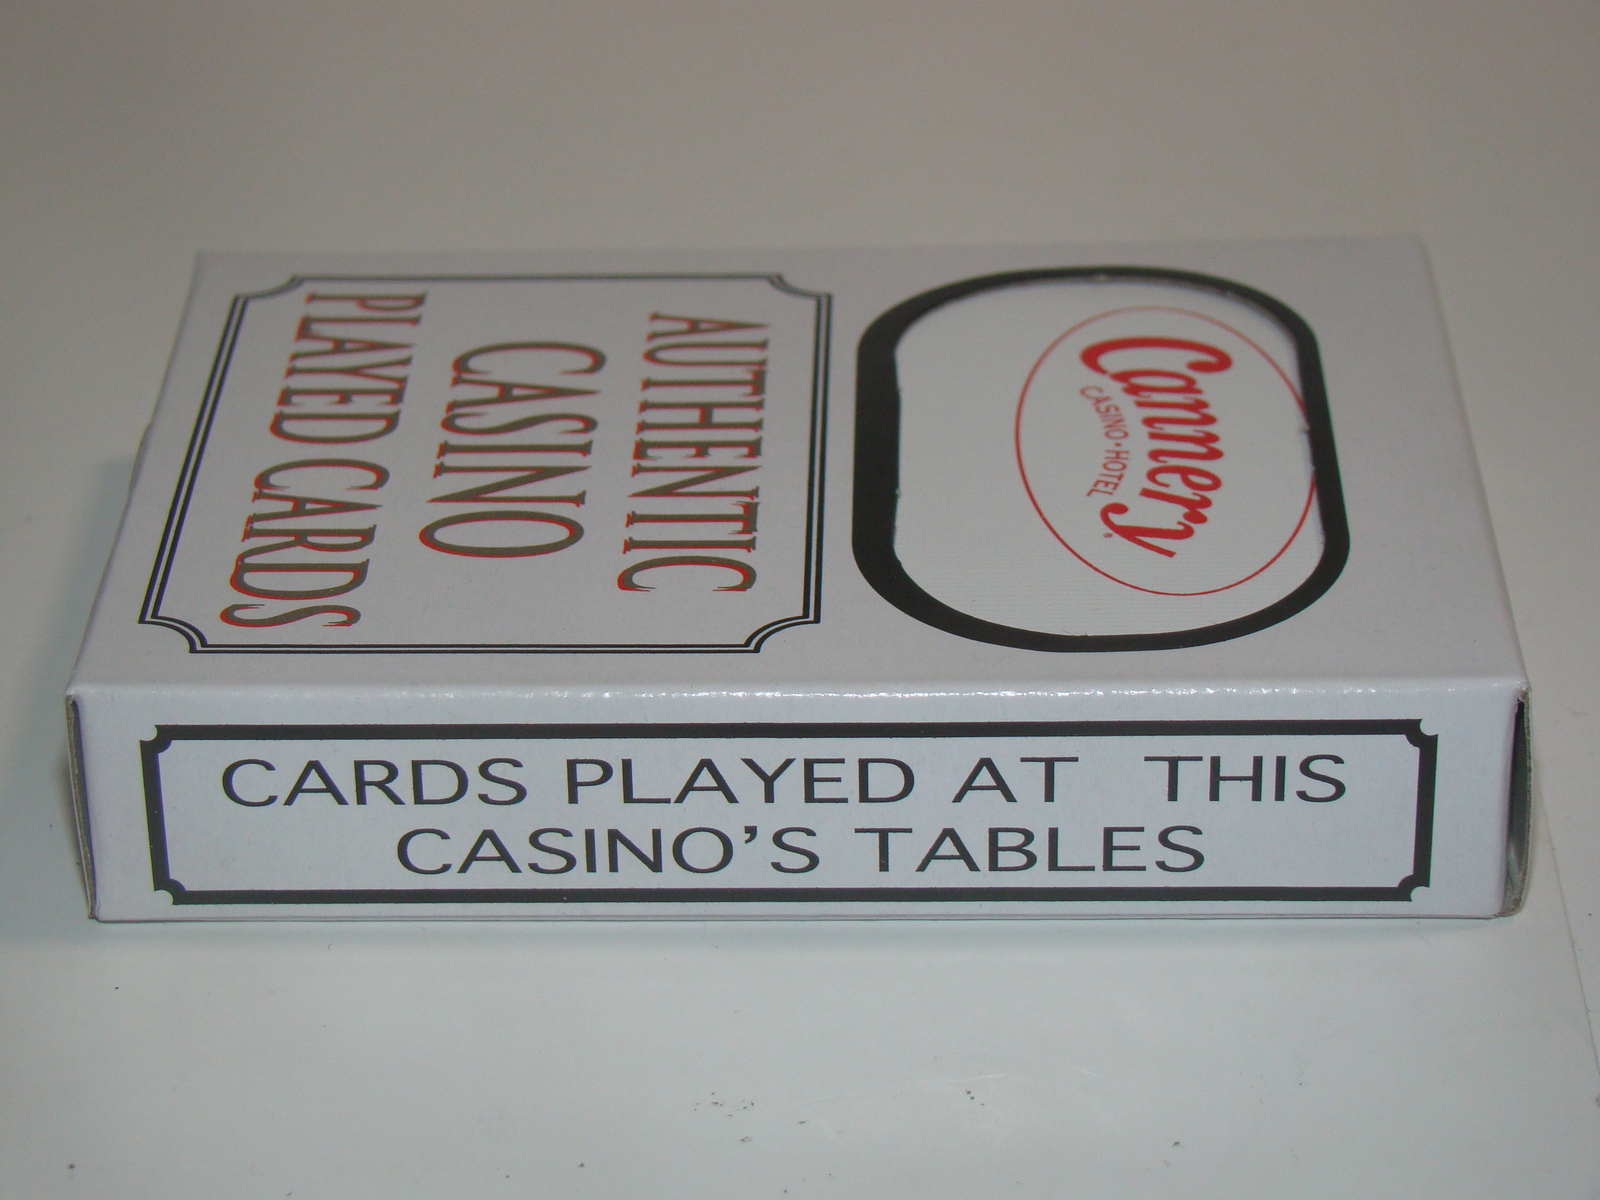 Cannery
CASINO • HOTEL
AUTHENTIC
CASINO
PLAYED CARDS
CARDS PLAYED AT THIS
CASINO’S TABLES